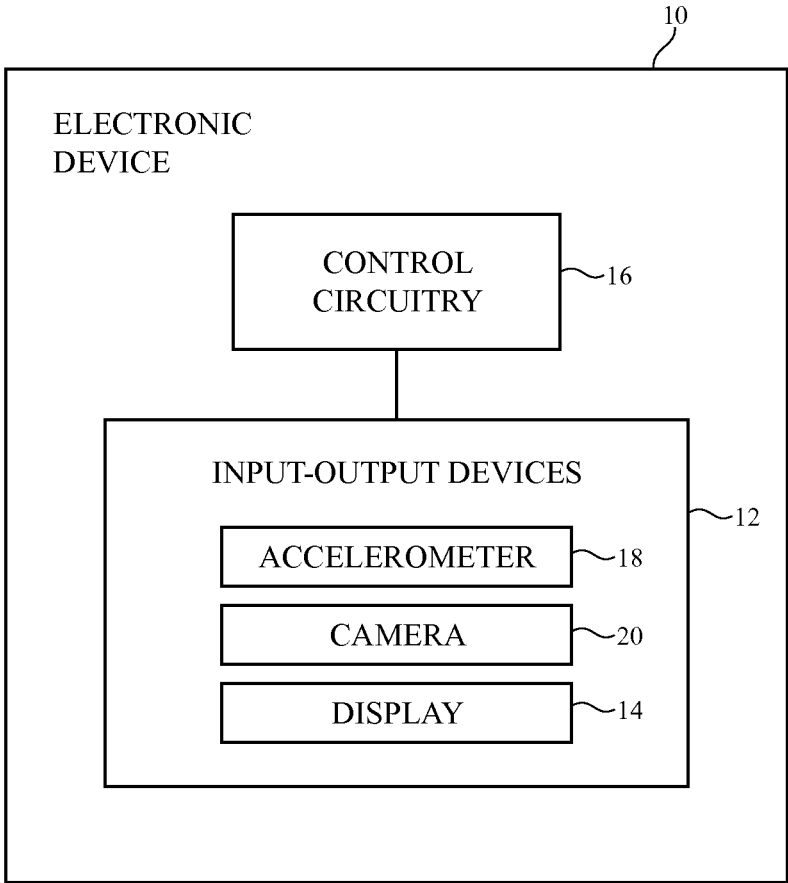 10
ELECTRONIC
DEVICE
CONTROL
CIRCUITRY
16
INPUT-OUTPUT DEVICES
12
ACCELEROMETER
18
CAMERA
20
DISPLAY
14